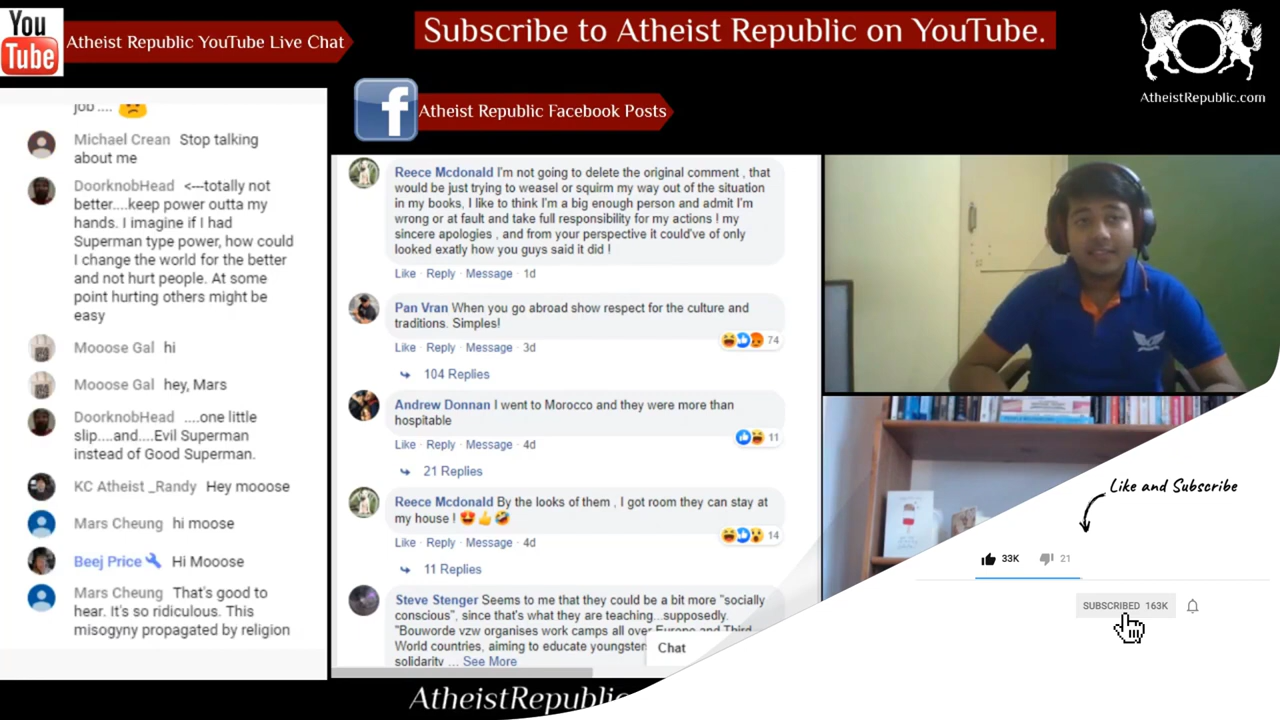 You
Tube
Atheist Republic YouTube Live Chat
Subscribe to Atheist Republic on YouTube.
AtheistRepublic.com
Atheist Republic Facebook Posts
job ....
Michael Crean Stop talking
about me
DoorknobHead <---totally not
better....keep power outta my
hands. I imagine if I had
Superman type power, how could
I change the world for the better
and not hurt people. At some
point hurting others might be
easy
Mooose Gal hi
Mooose Gal hey, Mars
DoorknobHead ....one little
slip....and....Evil Superman
instead of Good Superman.
KC Atheist _Randy Hey mooose
Mars Cheung hi moose
Beej Price Hi Mooose
Mars Cheung That's good to
hear. It's so ridiculous. This
misogyny propagated by religion
Reece Mcdonald I'm not going to delete the original comment , that
would be just trying to weasel or squirm my way out of the situation
in my books, I like to think I'm a big enough person and admit I'm
wrong or at fault and take full responsibility for my actions ! my
sincere apologies , and from your perspective it could've of only
looked exatly how you guys said it did !
Like · Reply · Message · 1d
Pan Vran When you go abroad show respect for the culture and
traditions. Simples!
74
Like · Reply · Message · 3d
104 Replies
Andrew Donnan I went to Morocco and they were more than
hospitable
11
Like · Reply · Message · 4d
21 Replies
Reece Mcdonald By the looks of them , I got room they can stay at
my house ! 😍👍🤣
14
Like · Reply · Message · 4d
11 Replies
Steve Stenger Seems to me that they could be a bit more "socially
conscious", since that's what they are teaching...supposedly.
"Bouworde vzw organises work camps all over Europe and Third
World countries, aiming to educate youngster
solidarity ... See More
Chat
AtheistRepublic
Like and Subscribe
33K
21
SUBSCRIBED 163K